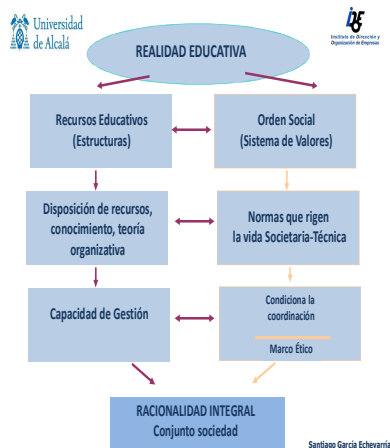 Universidad
de Alcalá
IDOE
Instituto de Dirección y
Organización de Empresas
REALIDAD EDUCATIVA
Recursos Educativos
(Estructuras)
Orden Social
(Sistema de Valores)
Disposición de recursos,
conocimiento, teoría
organizativa
Normas que rigen
la vida Societaria-Técnica
Capacidad de Gestión
Condiciona la
coordinación
Marco Ético
RACIONALIDAD INTEGRAL
Conjunto sociedad
Santiago García Echevarría